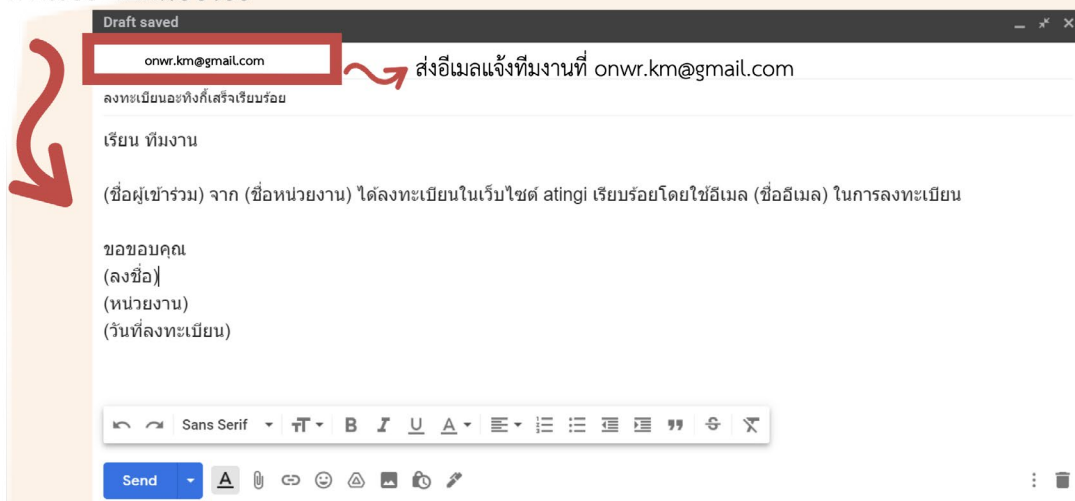 Draft saved
onwr.km@gmail.com
ส่งอีเมลแจ้งทีมงานที่ onwr.km@gmail.com
ลงทะเบียนอะทิงกี้เสร็จเรียบร้อย
เรียน ทีมงาน
(ชื่อผู้เข้าร่วม) จาก (ชื่อหน่วยงาน) ได้ลงทะเบียนในเว็บไซต์ atingi เรียบร้อยโดยใช้อีเมล (ชื่ออีเมล) ในการลงทะเบียน
ขอขอบคุณ
(ลงชื่อ)
(หน่วยงาน)
(วันที่ลงทะเบียน)
Sans Serif
Send